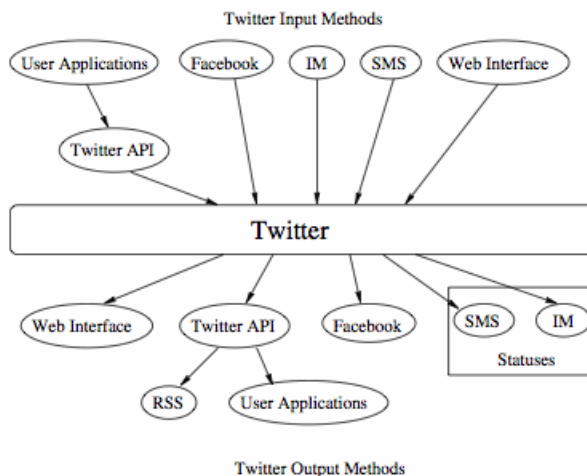 Twitter Input Methods
User Applications
Facebook
IM
SMS
Web Interface
Twitter API
Twitter
Web Interface
Twitter API
Facebook
SMS
IM
Statuses
RSS
User Applications
Twitter Output Methods